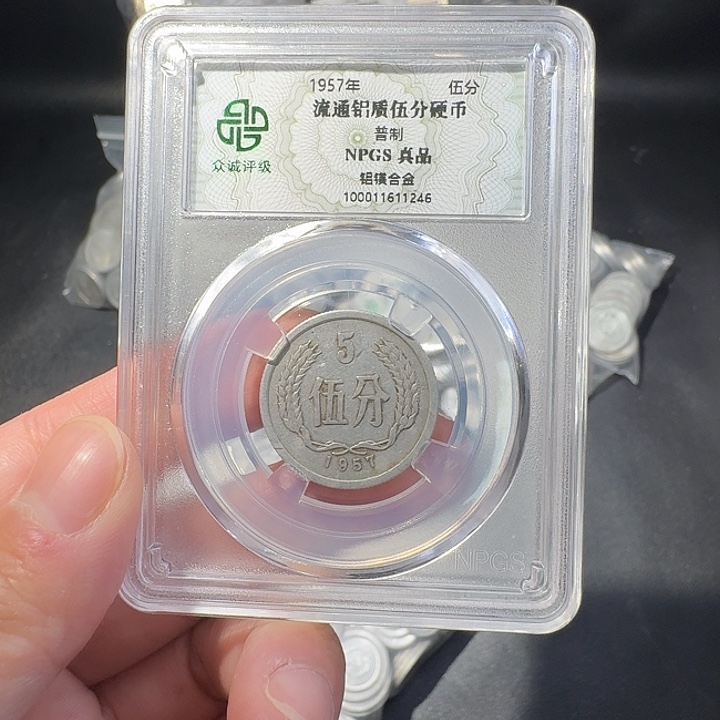 1957年 伍分
流通铝质伍分硬币
普制
NPGS 真品
铝镁合金
100011611246
众诚评级
5
伍分
1957
NPGS